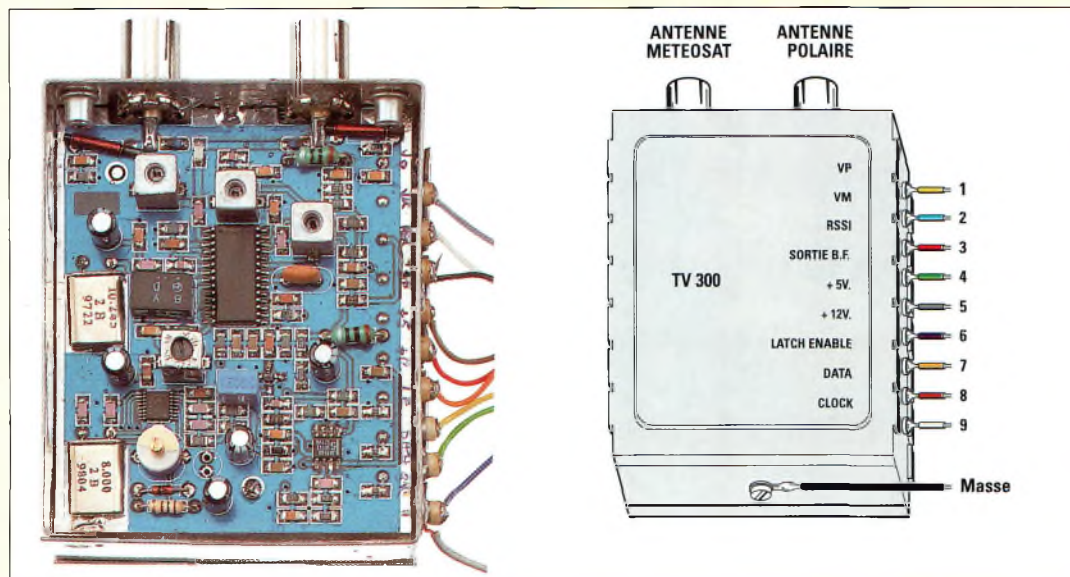 10.245
2 B
9722
8.000
2 B
9804
ANTENNE
METEOSAT
ANTENNE
POLAIRE
TV 300
VP
VM
RSSI
SORTIE B.F.
+ 5V.
+ 12V.
LATCH ENABLE
DATA
CLOCK
1
2
3
4
5
6
7
8
9
Masse